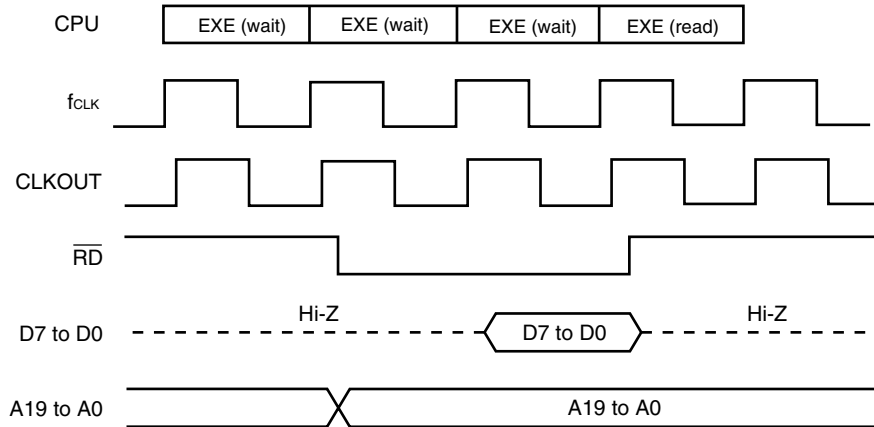 CPU EXE (wait) EXE (wait) EXE (wait) EXE (read)
fCLK
CLKOUT
RD
Hi-Z Hi-Z
D7 to D0 D7 to D0
A19 to A0 A19 to A0